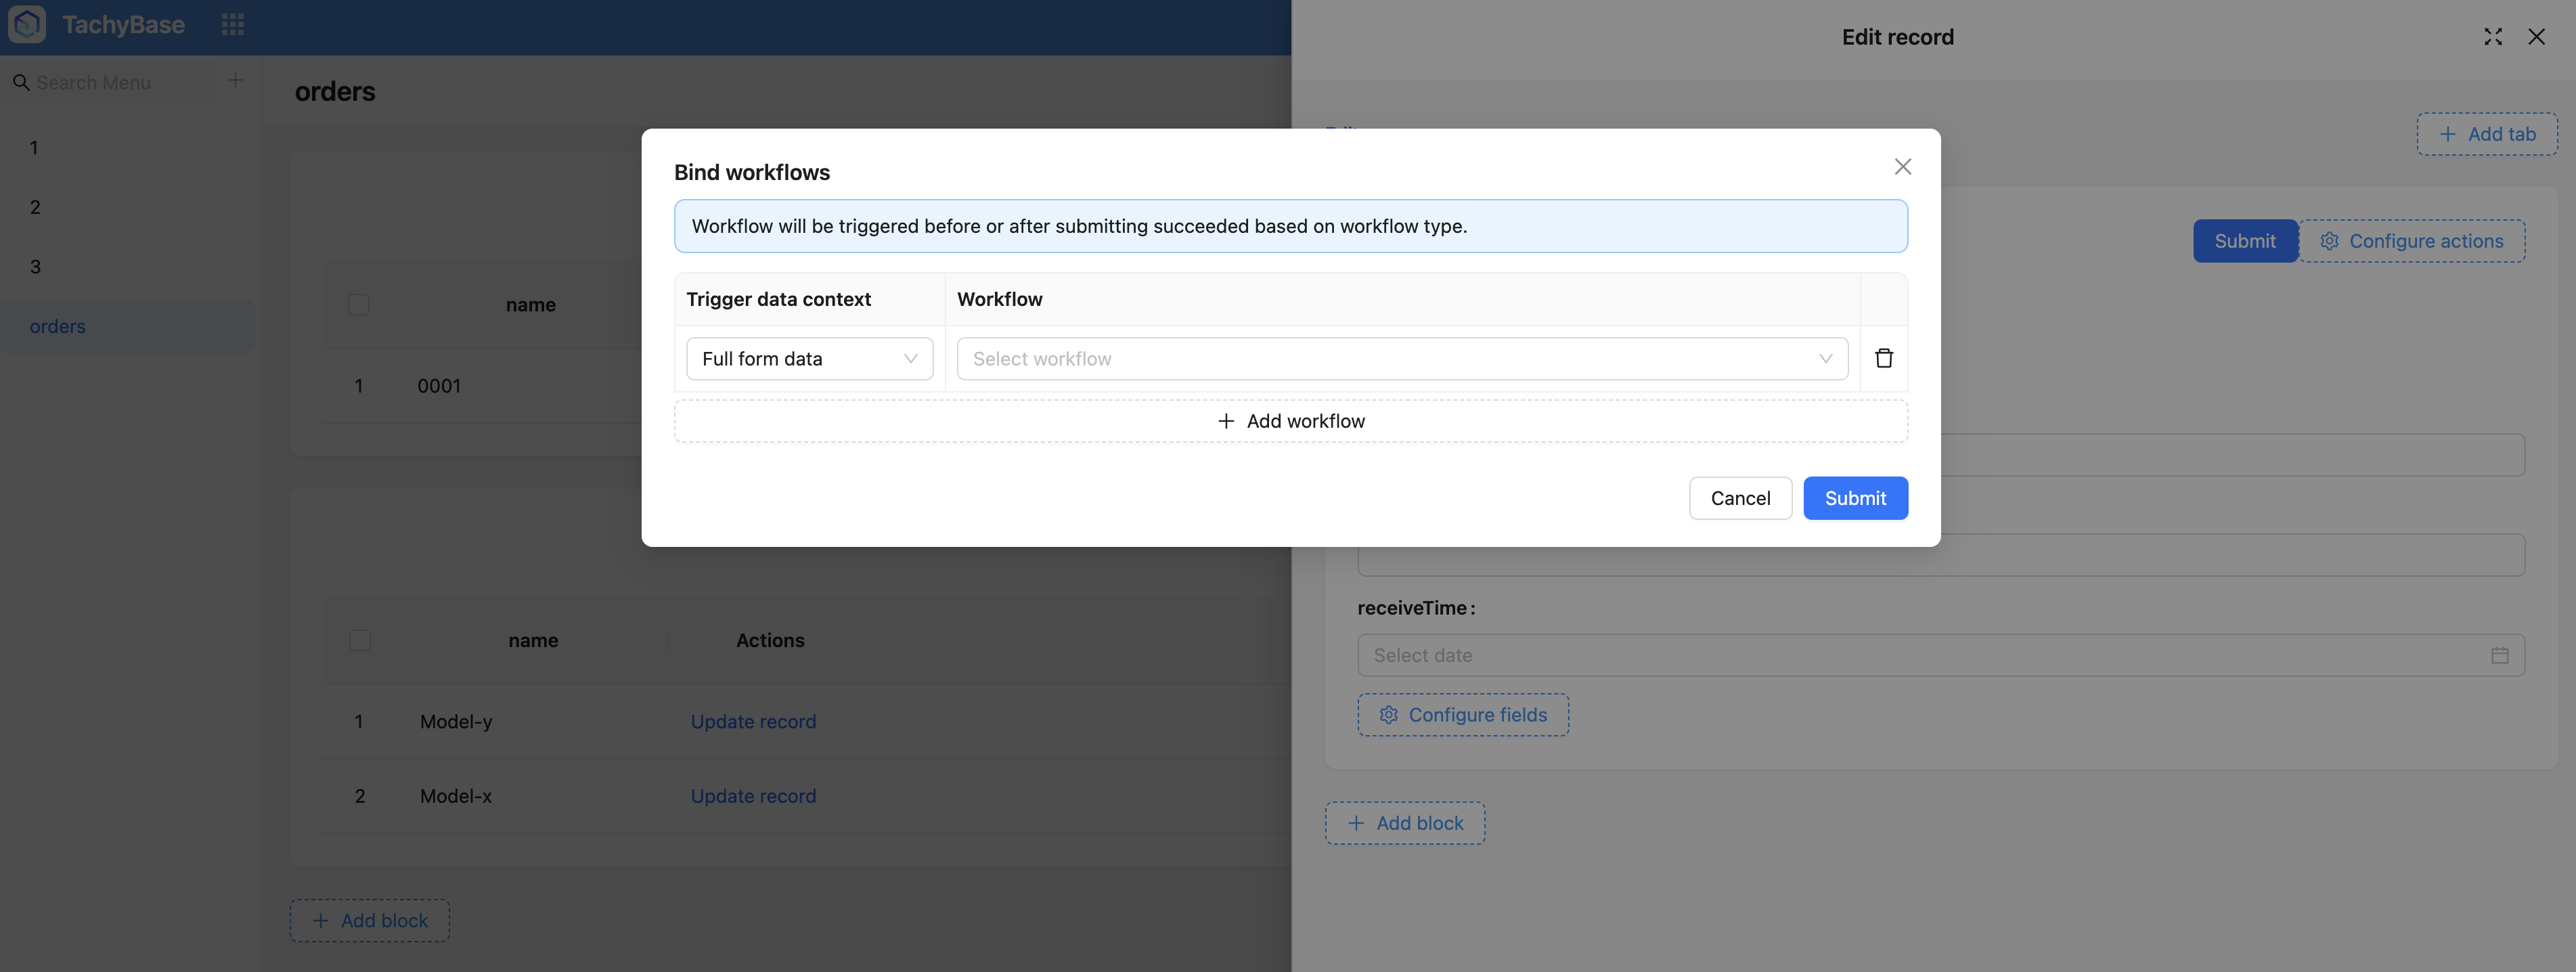 TachyBase
Search Menu
1
2
3
orders
orders
name
1 0001
name Actions
1 Model-y Update record
2 Model-x Update record
Add block
Edit record
Add tab
Submit Configure actions
receiveTime :
Select date
Configure fields
Add block
Bind workflows
Workflow will be triggered before or after submitting succeeded based on workflow type.
Trigger data context Workflow
Full form data Select workflow
Add workflow
Cancel Submit